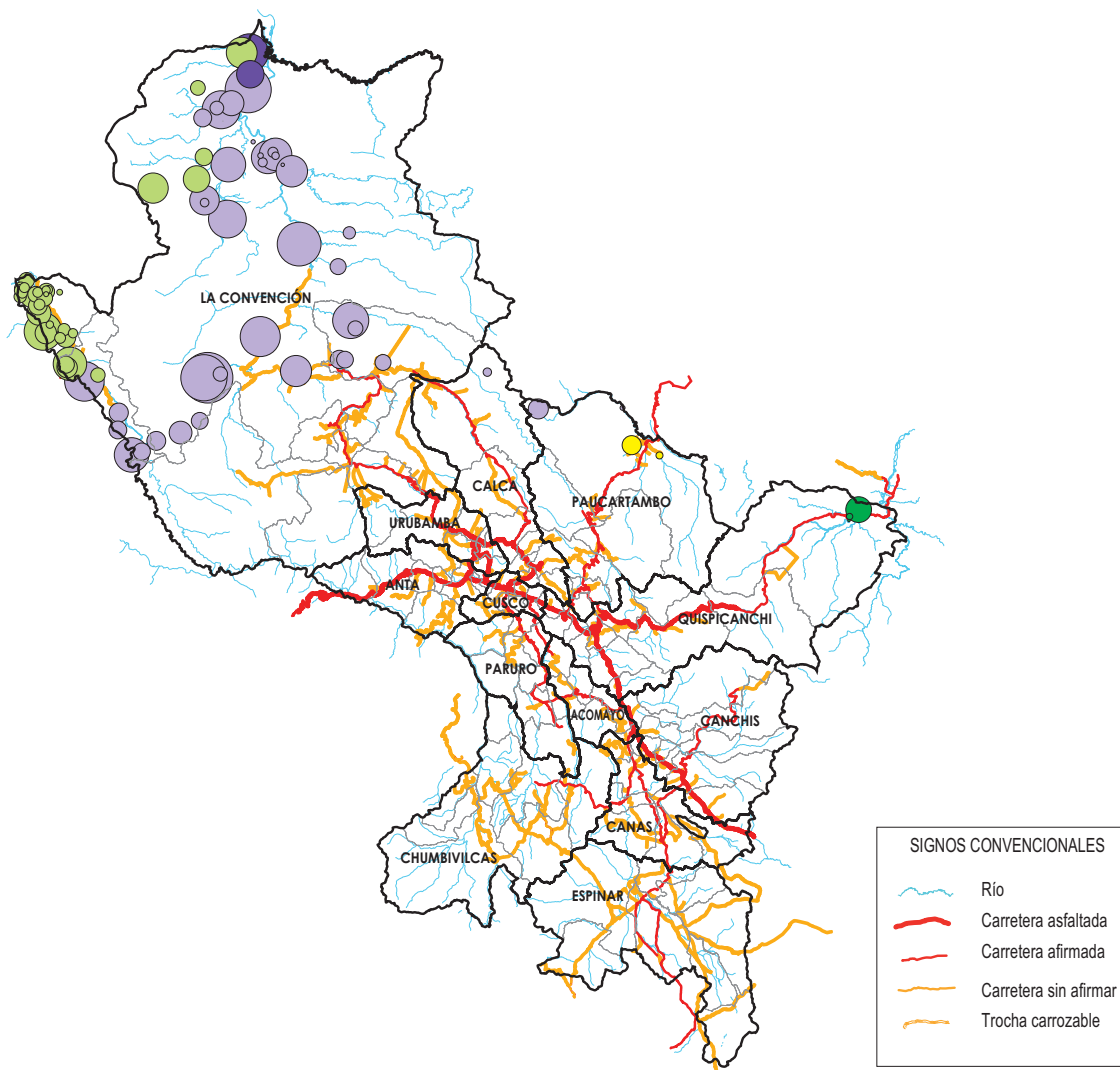 LA CONVENCIÓN
CALCA
PAUCARTAMBO
URUBAMBA
ANTA
CUSCO
QUISPICANCHI
PARURO
ACOMAYO
CANCHIS
CANAS
CHUMBIVILCAS
ESPINAR
SIGNOS CONVENCIONALES
Río
Carretera asfaltada
Carretera afirmada
Carretera sin afirmar
Trocha carrozable